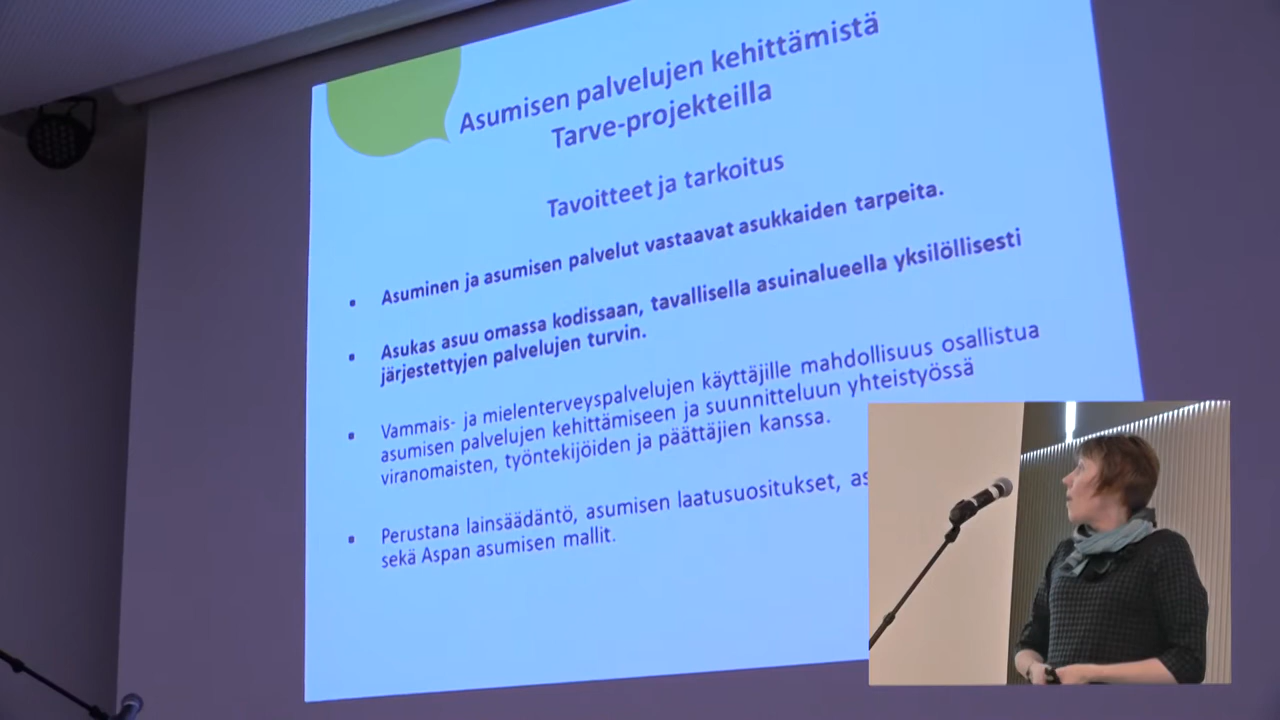 Asumisen palvelujen kehittämistä
Tarve-projekteilla
Tavoitteet ja tarkoitus
▪ Asuminen ja asumisen palvelut vastaavat asukkaiden tarpeita.
▪ Asukas asuu omassa kodissaan, tavallisella asuinalueella yksilöllisesti
järjestettyjen palvelujen turvin.
▪ Vammais- ja mielenterveyspalvelujen käyttäjille mahdollisuus osallistua
asumisen palvelujen kehittämiseen ja suunnitteluun yhteistyössä
viranomaisten, työntekijöiden ja päättäjien kanssa.
▪ Perustana lainsäädäntö, asumisen laatusuositukset,
sekä Aspan asumisen mallit.